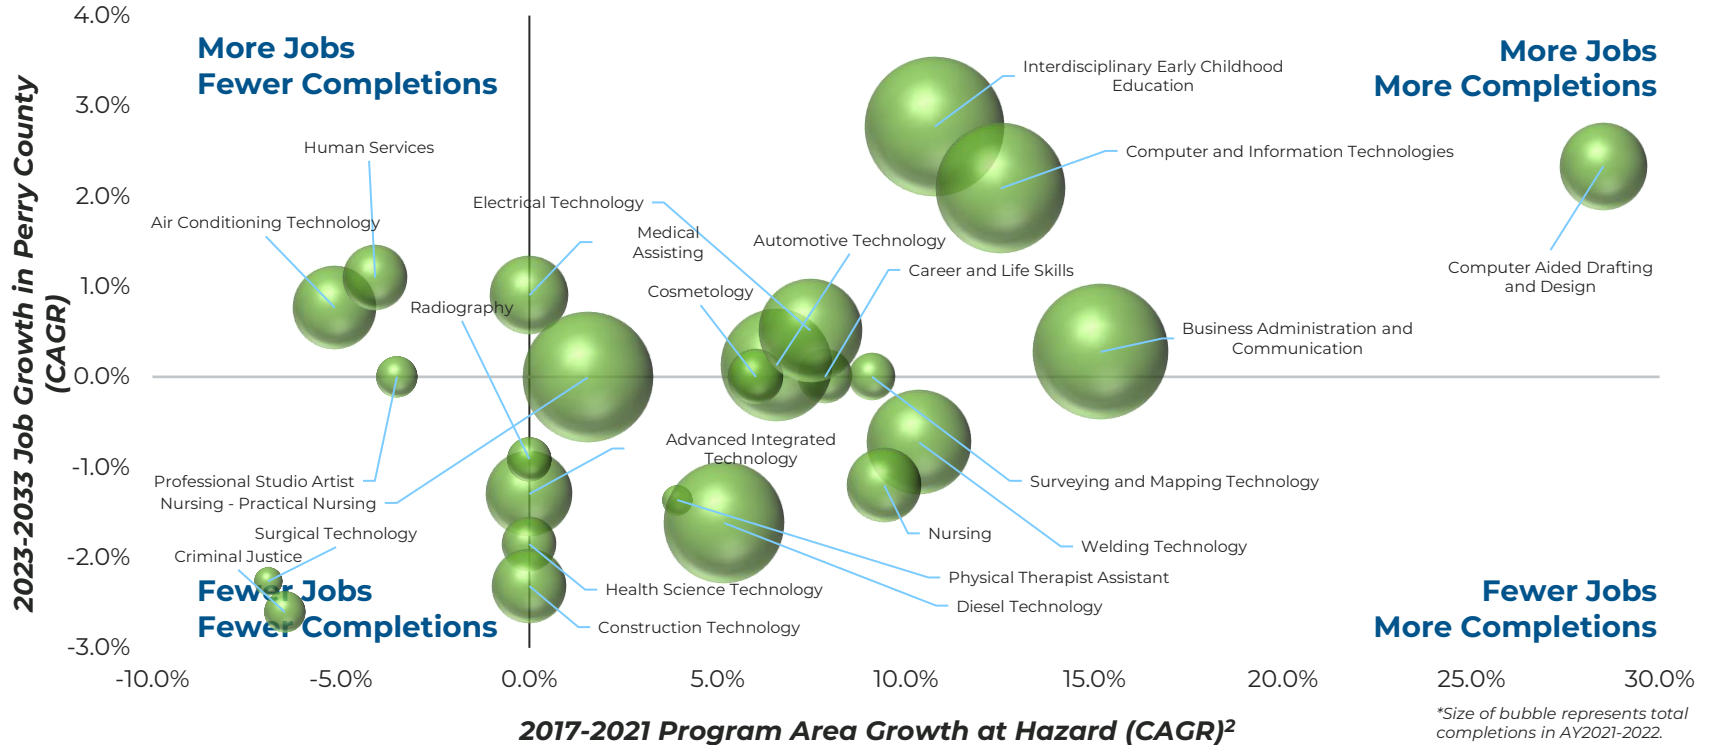 4.0%
3.0%
2.0%
1.0%
0.0%
-1.0%
-2.0%
-3.0%
2023-2033 Job Growth in Perry County
(CAGR)
More Jobs
Fewer Completions
More Jobs
More Completions
Interdisciplinary Early Childhood
Education
Computer and Information Technologies
Human Services
Air Conditioning Technology
Electrical Technology
Medical
Assisting
Automotive Technology
Career and Life Skills
Cosmetology
Radiography
Computer Aided Drafting
and Design
Business Administration and
Communication
Advanced Integrated
Technology
Professional Studio Artist
Nursing - Practical Nursing
Surgical Technology
Criminal Justice
Surveying and Mapping Technology
Nursing
Welding Technology
Physical Therapist Assistant
Health Science Technology
Diesel Technology
Construction Technology
Fewer Jobs
Fewer Completions
Fewer Jobs
More Completions
-10.0%
-5.0%
0.0%
5.0%
10.0%
15.0%
20.0%
25.0%
30.0%
2017-2021 Program Area Growth at Hazard (CAGR)²
*Size of bubble represents total
completions in AY2021-2022.